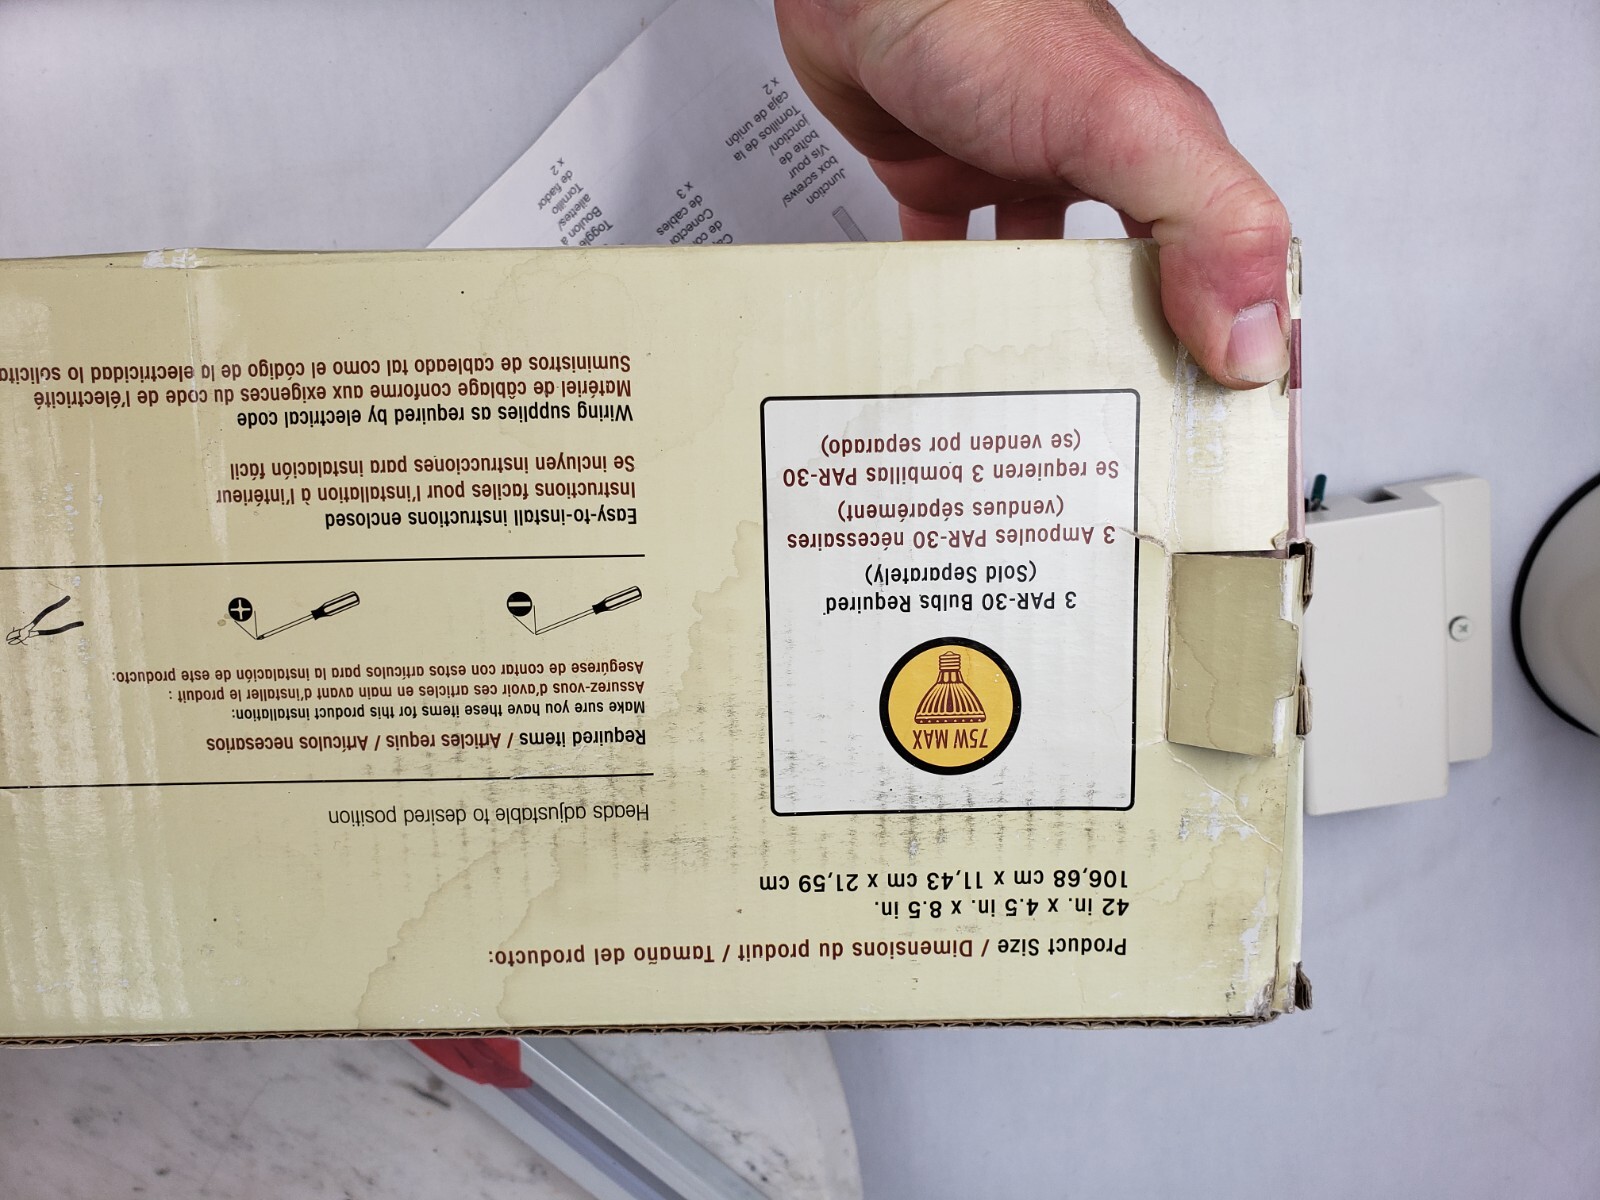 Product Size / Dimensions du produit / Tamaño del producto:
42 in. x 4.5 in. x 8.5 in.
106,68 cm x 11,43 cm x 21,59 cm
75W MAX
3 PAR-30 Bulbs Required
(Sold Separately)
3 Ampoules PAR-30 nécessaires
(vendues séparément)
Se requieren 3 bombillas PAR-30
(se venden por separado)
Heads adjustable to desired position
Required items / Articles requis / Artículos necesarios
Make sure you have these items for this product installation:
Assurez-vous d'avoir ces articles en main avant d'installer le produit :
Asegúrese de contar con estos artículos para la instalación de este producto:
Easy-to-install instructions enclosed
Instructions faciles pour l'installation à l'intérieur
Se incluyen instrucciones para instalación fácil
Wiring supplies as required by electrical code
Matériel de câblage conforme aux exigences du code de l'électricité
Suministros de cableado tal como el código de la electricidad lo
Junction
box screws/
Vis pour
boîte de
jonction/
Tornillos de la
caja de unión
x 2
de cables
x 3
Toggle
Boulon à
ailettes/
Tornillo
de fiador
x 2